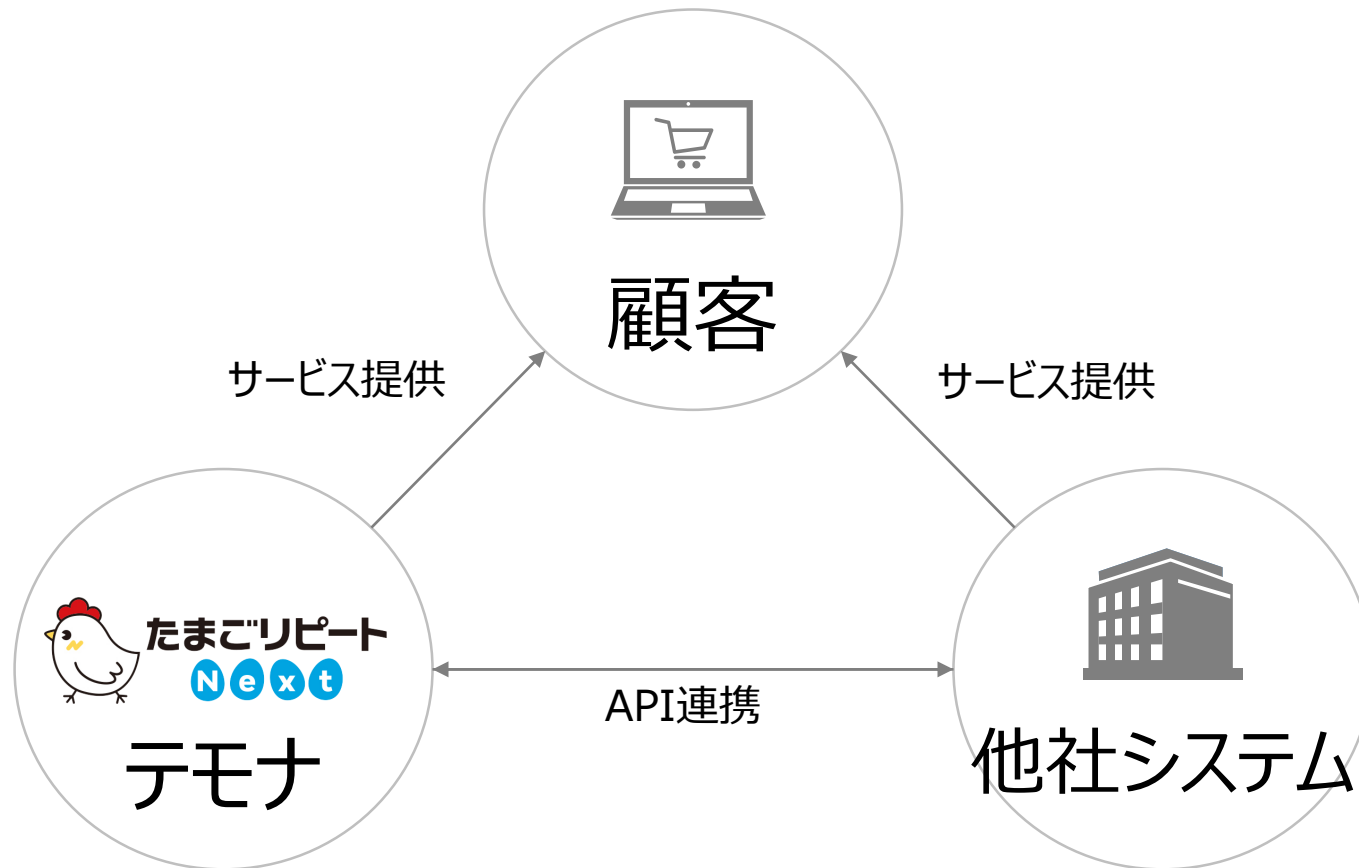 顧客
サービス提供
サービス提供
たまごリピート
Next
API連携
テモナ
他社システム